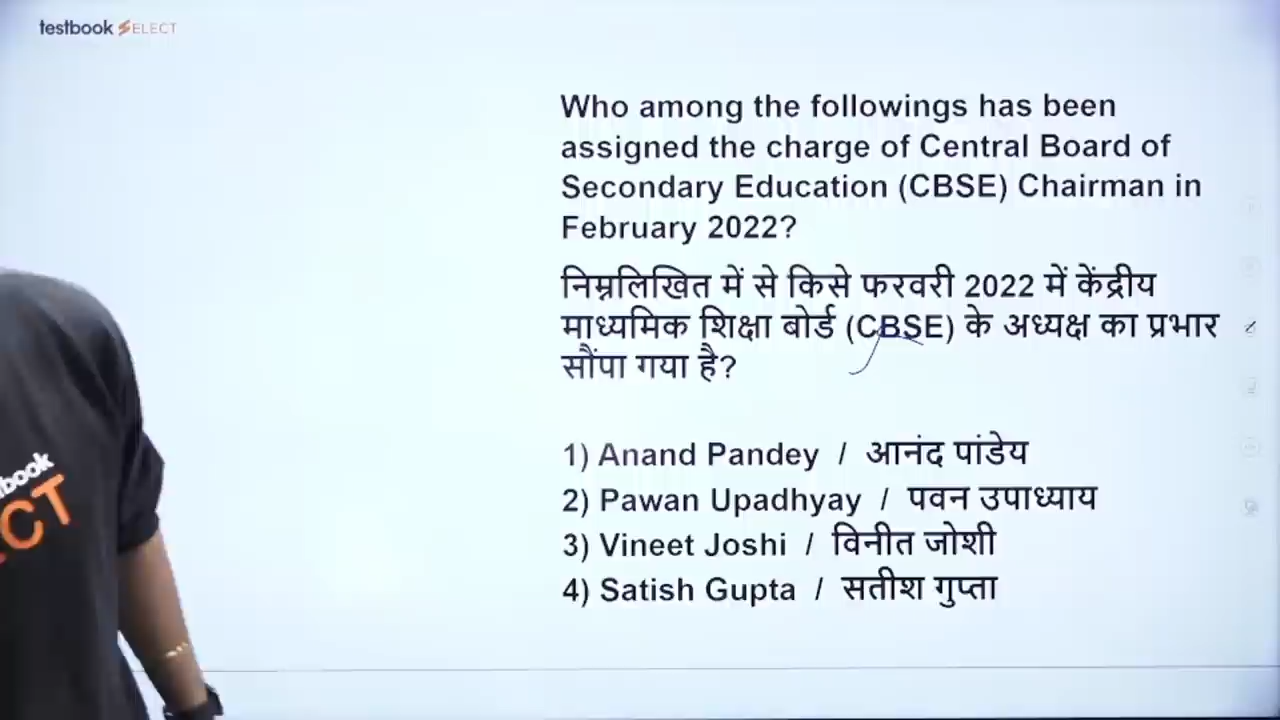 testbook SELECT
Who among the followings has been
assigned the charge of Central Board of
Secondary Education (CBSE) Chairman in
February 2022?
निम्नलिखित में से किसे फरवरी 2022 में केंद्रीय
माध्यमिक शिक्षा बोर्ड (CBSE) के अध्यक्ष का प्रभार
सौंपा गया है?
1) Anand Pandey / आनंद पांडेय
2) Pawan Upadhyay / पवन उपाध्याय
3) Vineet Joshi / विनीत जोशी
4) Satish Gupta / सतीश गुप्ता
book
ECT